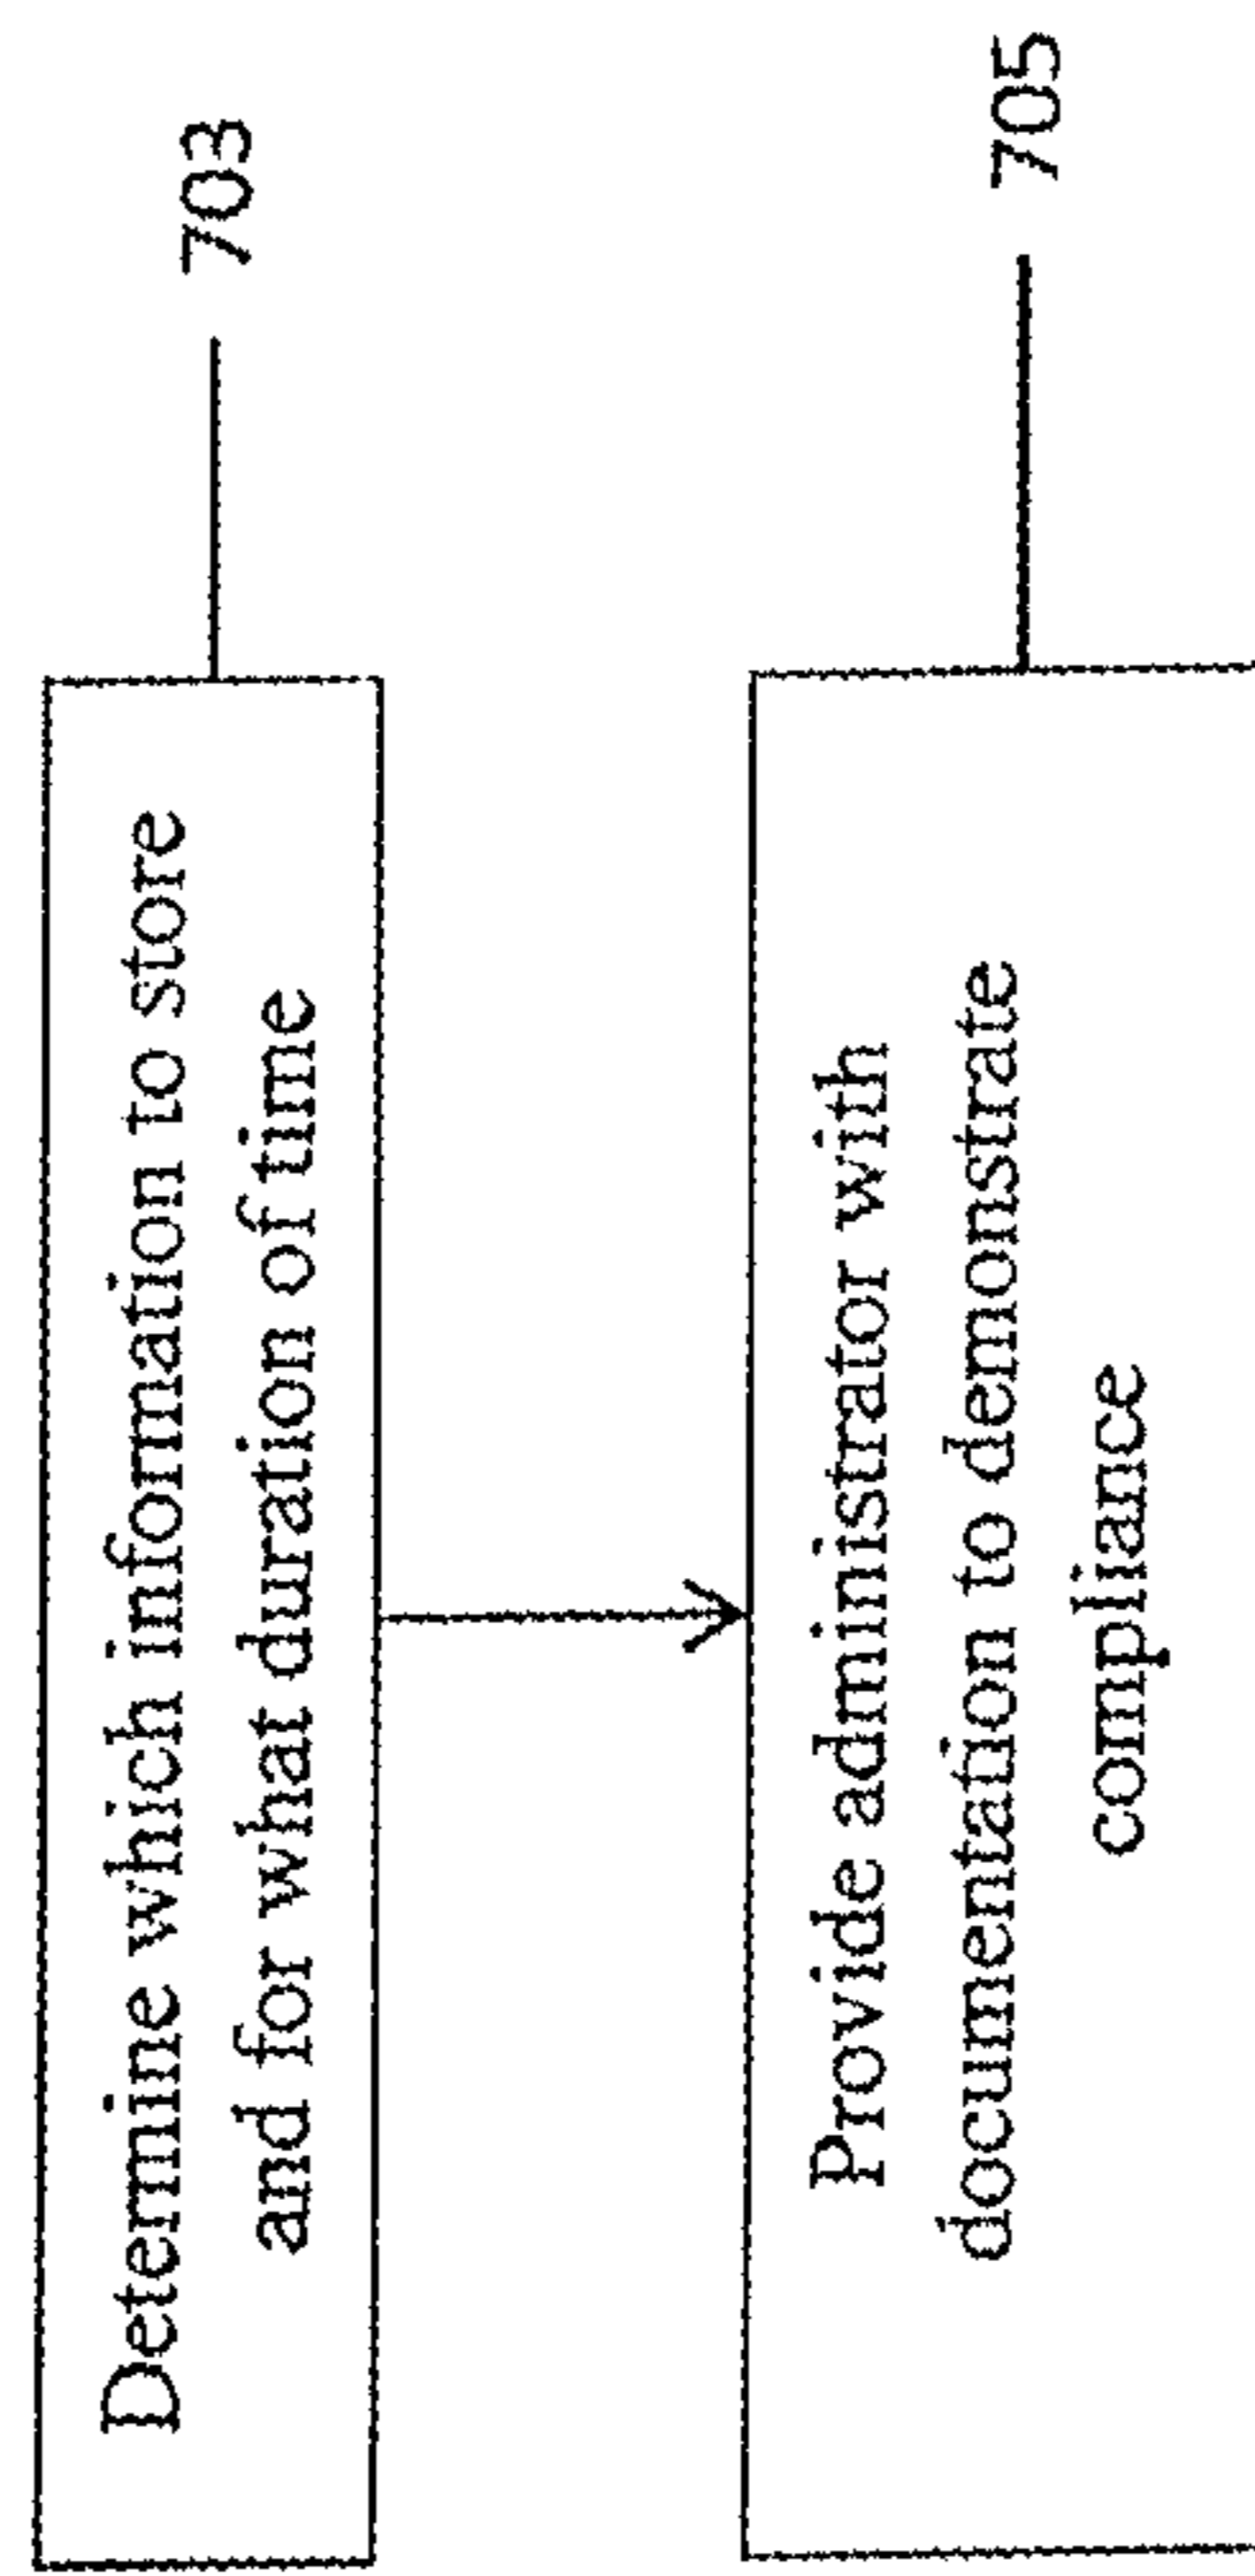 Determine which information to store
and for what duration of time
703
Provide administrator with
documentation to demonstrate
compliance
705